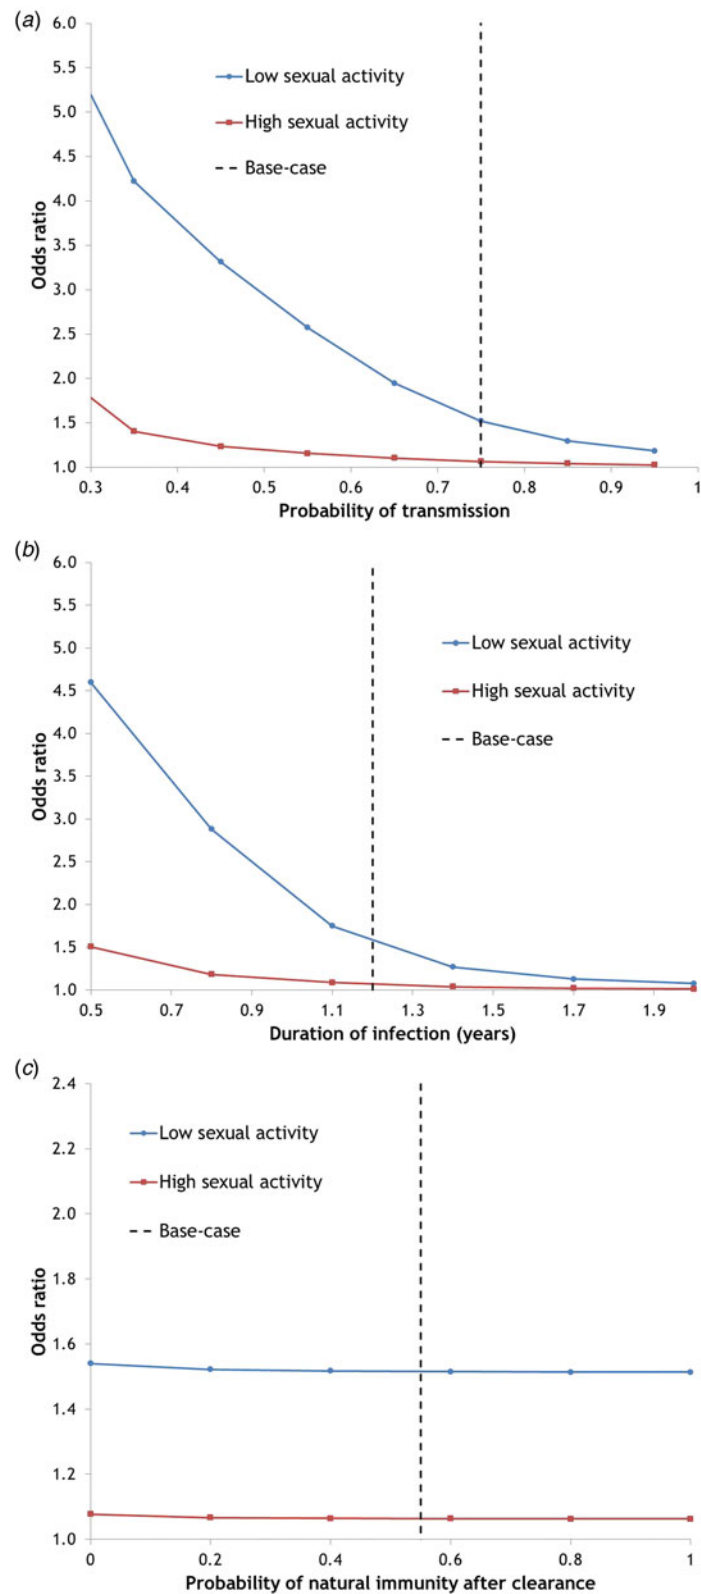 (a)
6.0
5.5
5.0
4.5
4.0
3.5
3.0
2.5
2.0
1.5
1.0
Odds ratio
Low sexual activity
High sexual activity
Base-case
0.3 0.4 0.5 0.6 0.7 0.8 0.9 1
Probability of transmission
(b)
6.0
5.5
5.0
4.5
4.0
3.5
3.0
2.5
2.0
1.5
1.0
Odds ratio
Low sexual activity
High sexual activity
Base-case
0.5 0.7 0.9 1.1 1.3 1.5 1.7 1.9
Duration of infection (years)
(c)
2.4
2.2
2.0
1.8
1.6
1.4
1.2
1.0
Odds ratio
Low sexual activity
High sexual activity
Base-case
0 0.2 0.4 0.6 0.8 1
Probability of natural immunity after clearance